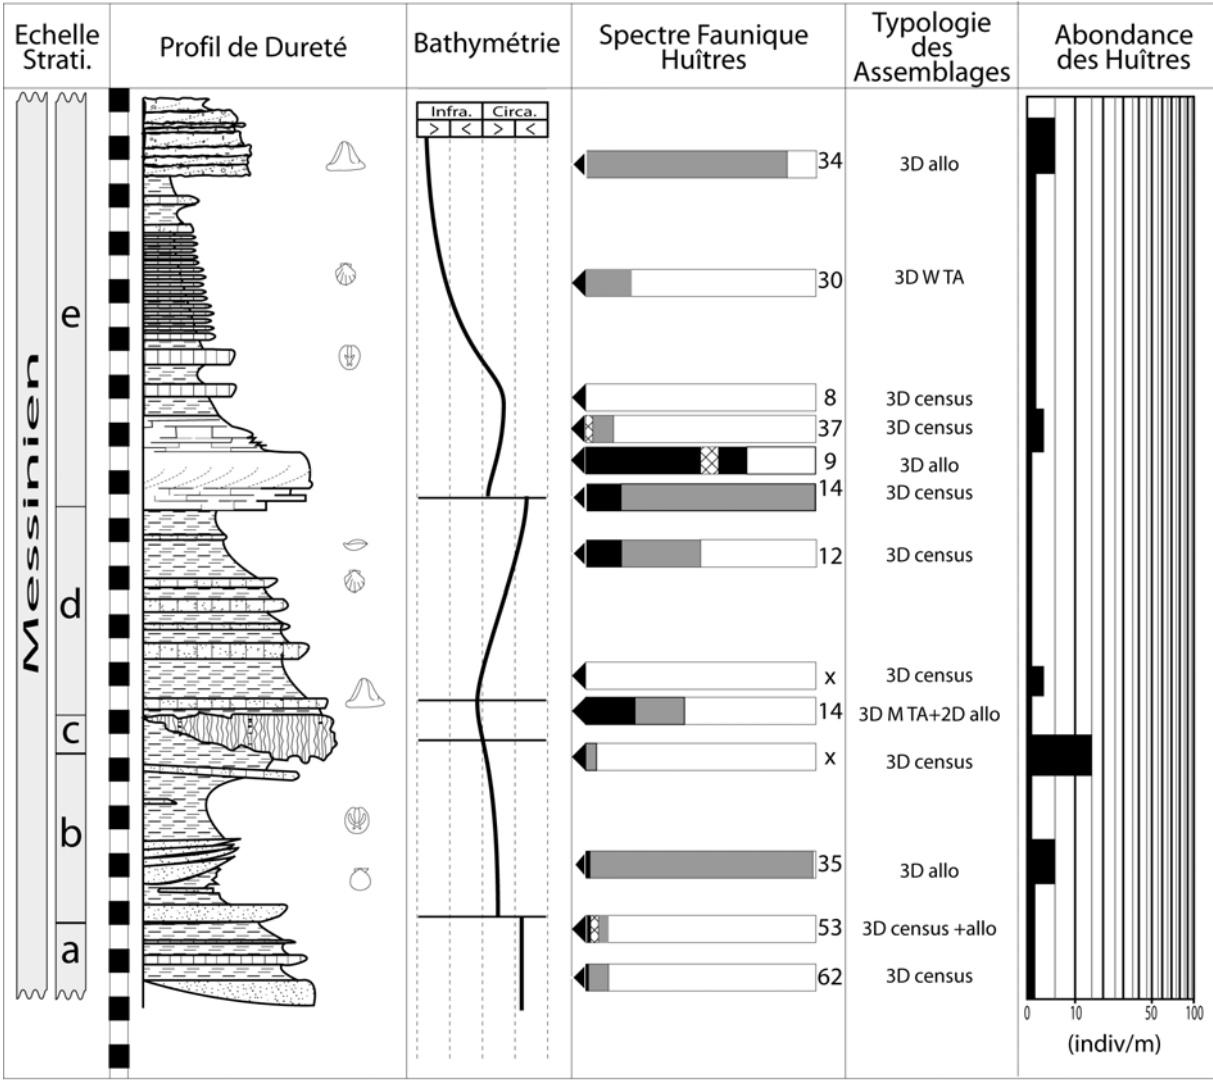 Echelle
Strati.
Profil de Dureté
Bathymétrie
Spectre Faunique
Huîtres
Typologie
des
Assemblages
Abondance
des Huîtres
Messinien
e
d
c
b
a
Infra. Circa.
> < > <
34 3D allo
30 3D W TA
8 3D census
37 3D census
9 3D allo
14 3D census
12 3D census
x 3D census
14 3D M TA+2D allo
x 3D census
35 3D allo
53 3D census +allo
62 3D census
0 10 50 100
(indiv/m)